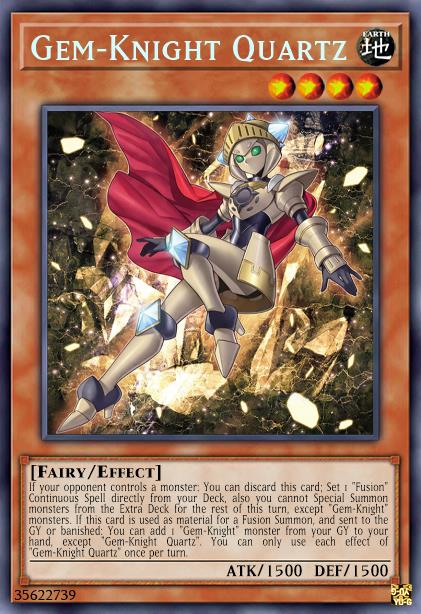 GEM-KNIGHT QUARTZ
EARTH
地
[FAIRY/EFFECT]
If your opponent controls a monster: You can discard this card; Set 1 "Fusion"
Continuous Spell directly from your Deck, also you cannot Special Summon
monsters from the Extra Deck for the rest of this turn, except "Gem-Knight"
monsters. If this card is used as material for a Fusion Summon, and sent to the
GY or banished: You can add 1 "Gem-Knight" monster from your GY to your
hand, except "Gem-Knight Quartz". You can only use each effect of
"Gem-Knight Quartz" once per turn.
ATK/1500 DEF/1500
35622739